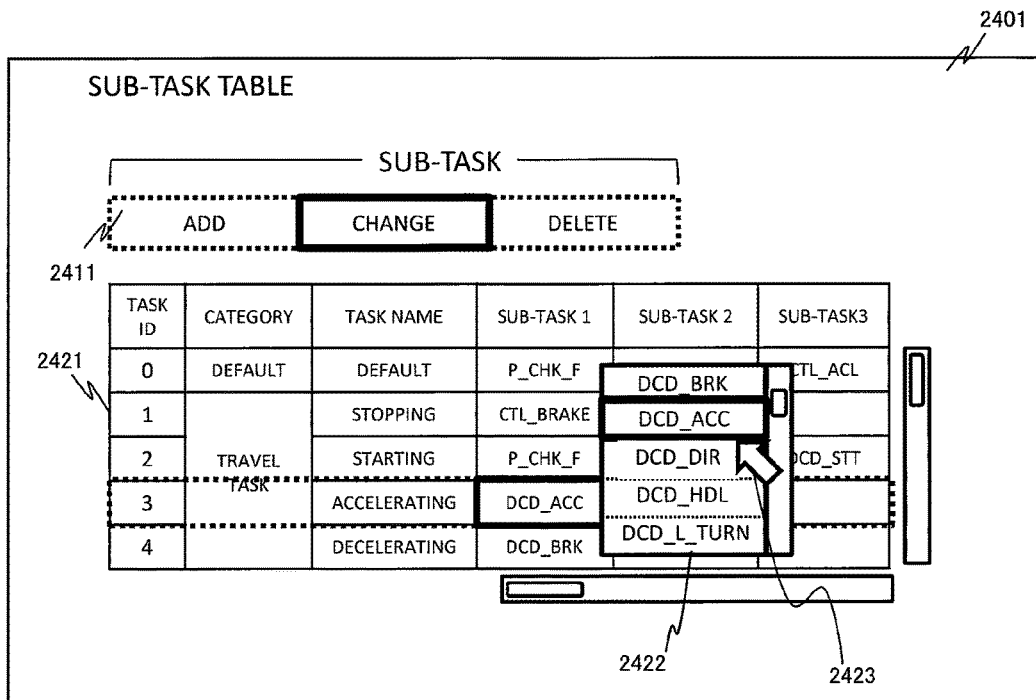 2401
SUB-TASK TABLE
SUB-TASK
ADD CHANGE DELETE
2411
TASK ID CATEGORY TASK NAME SUB-TASK 1 SUB-TASK 2 SUB-TASK3
2421
0 DEFAULT DEFAULT P_CHK_F CTL_ACL
1 STOPPING CTL_BRAKE
2 TRAVEL TASK STARTING P_CHK_F DCD_STT
3 ACCELERATING DCD_ACC
4 DECELERATING DCD_BRK
DCD_BRK
DCD_ACC
DCD_DIR
DCD_HDL
DCD_L_TURN
2422
2423